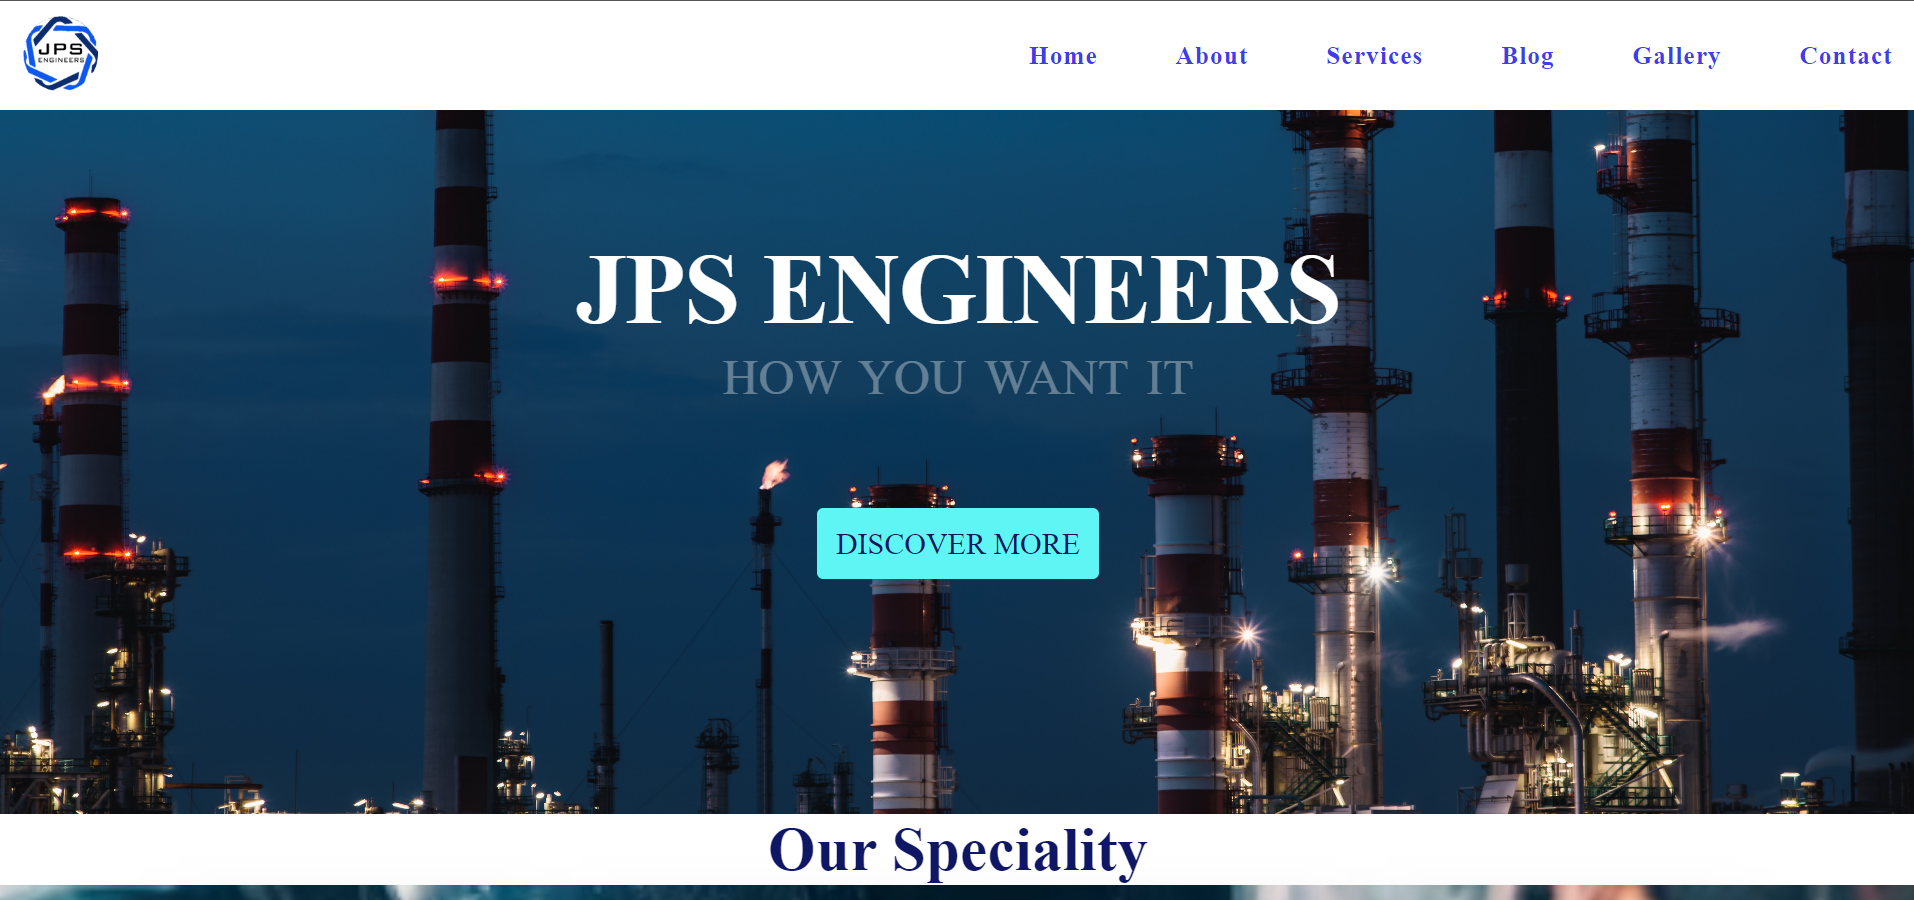 JPS
ENGINEERS
Home About Services Blog Gallery Contact
JPS ENGINEERS
HOW YOU WANT IT
DISCOVER MORE
Our Speciality